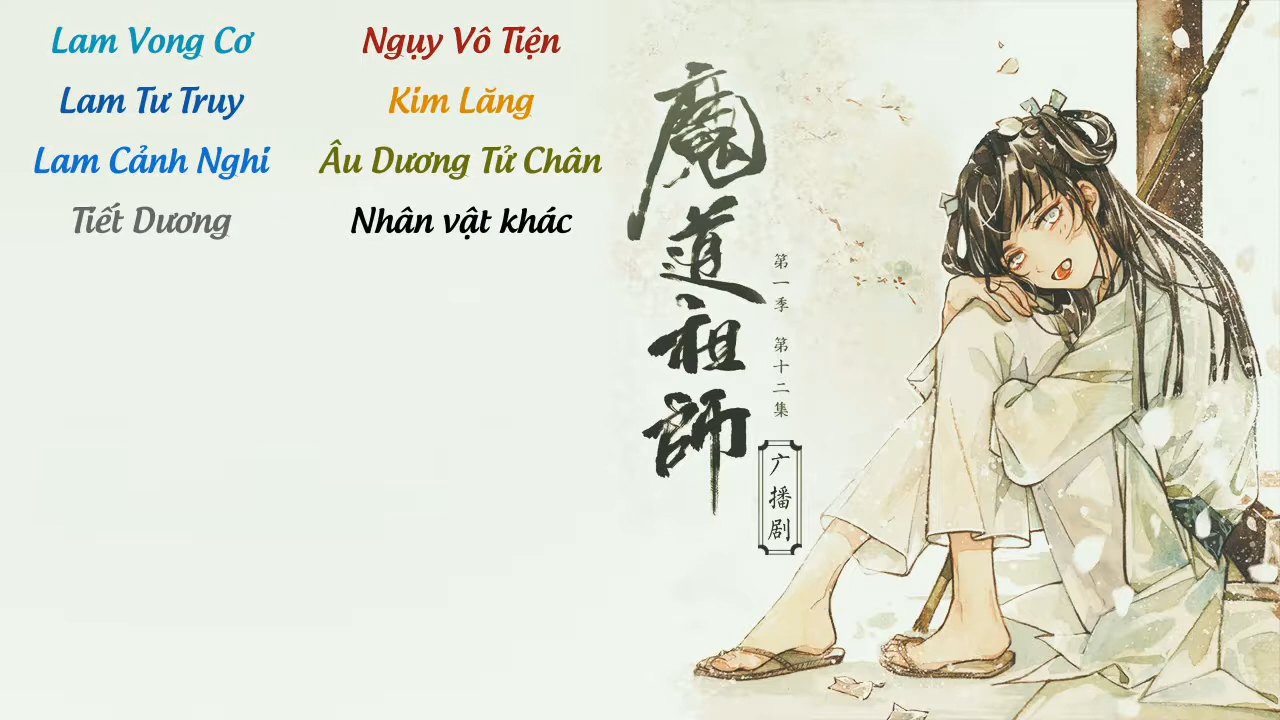 Lam Vong Cơ
Ngụy Vô Tiện
Lam Tư Truy
Kim Lăng
Lam Cảnh Nghi
Âu Dương Tử Chân
Tiết Dương
Nhân vật khác
魔道祖師
第一季 第十二集
广播剧